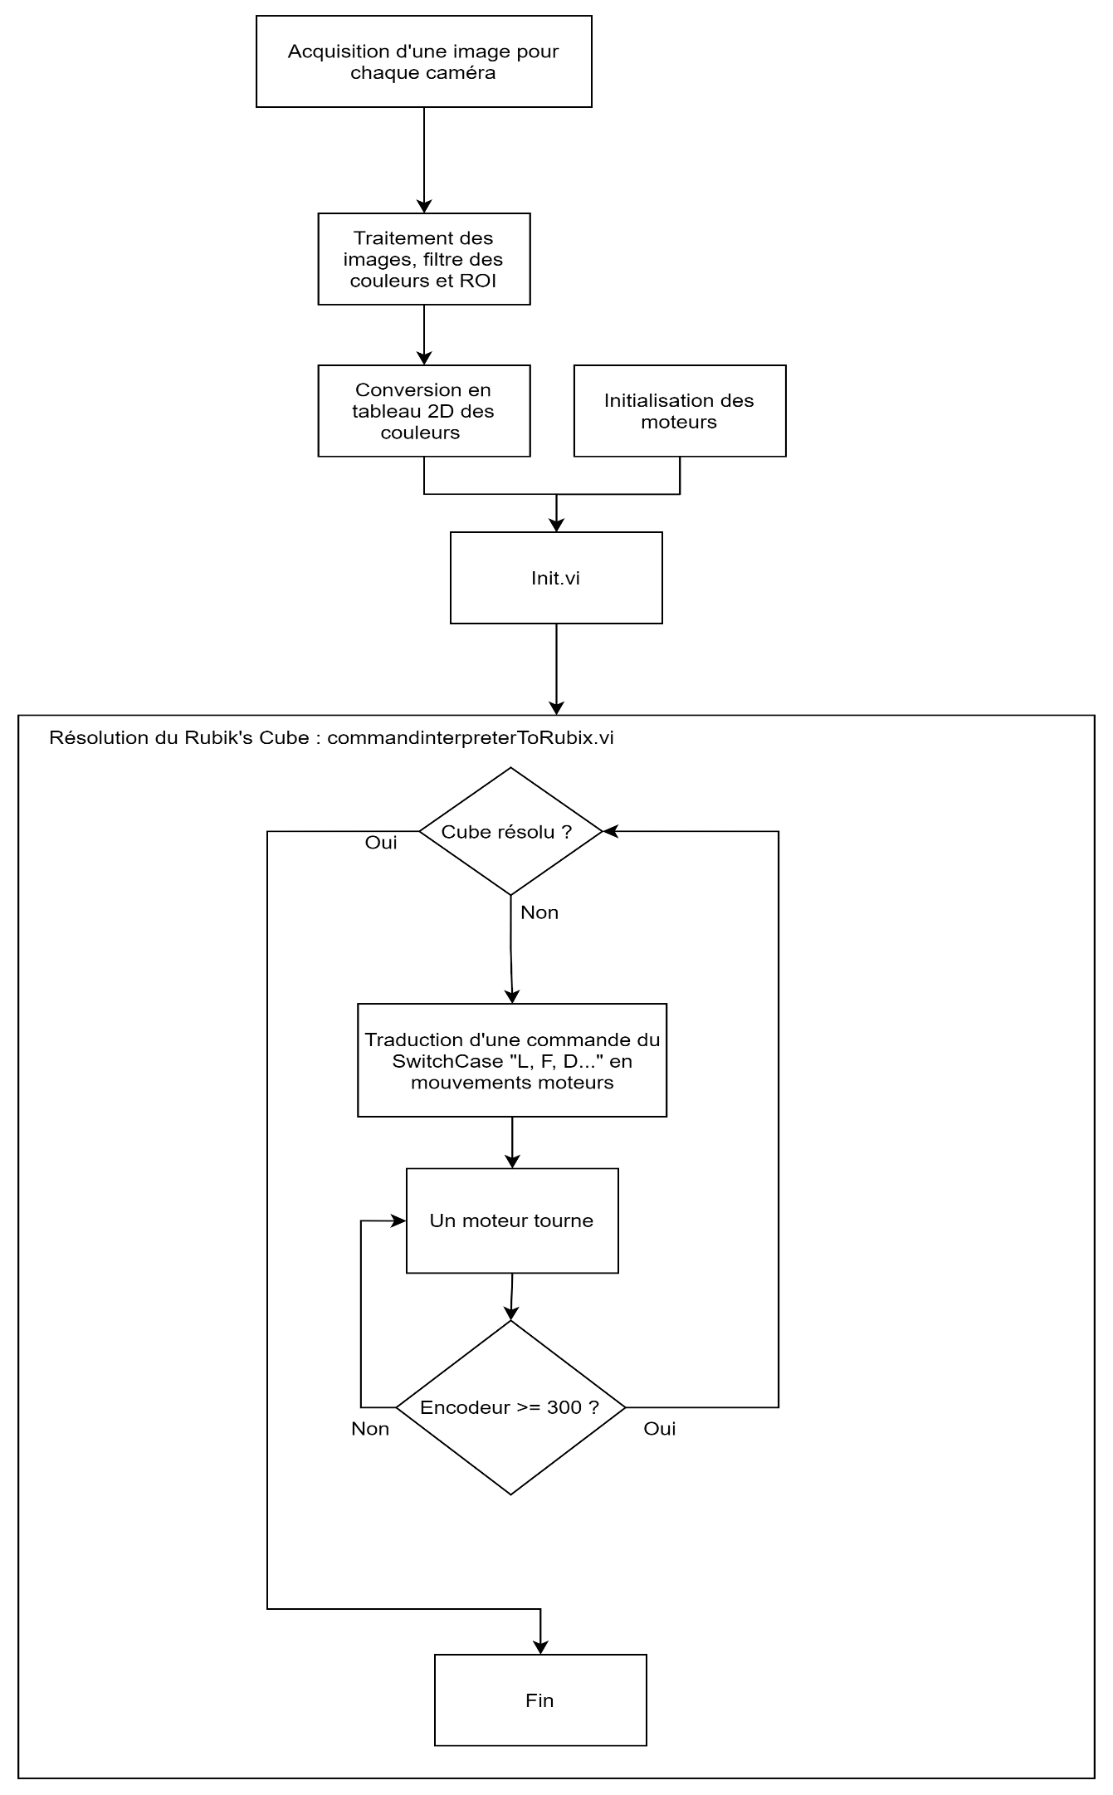 Acquisition d'une image pour
chaque caméra
Traitement des
images, filtre des
couleurs et ROI
Conversion en
tableau 2D des
couleurs
Initialisation des
moteurs
Init.vi
Résolution du Rubik's Cube : commandinterpreterToRubix.vi
Cube résolu ?
Oui
Non
Traduction d'une commande du
SwitchCase "L, F, D..." en
mouvements moteurs
Un moteur tourne
Encodeur >= 300 ?
Non
Oui
Fin